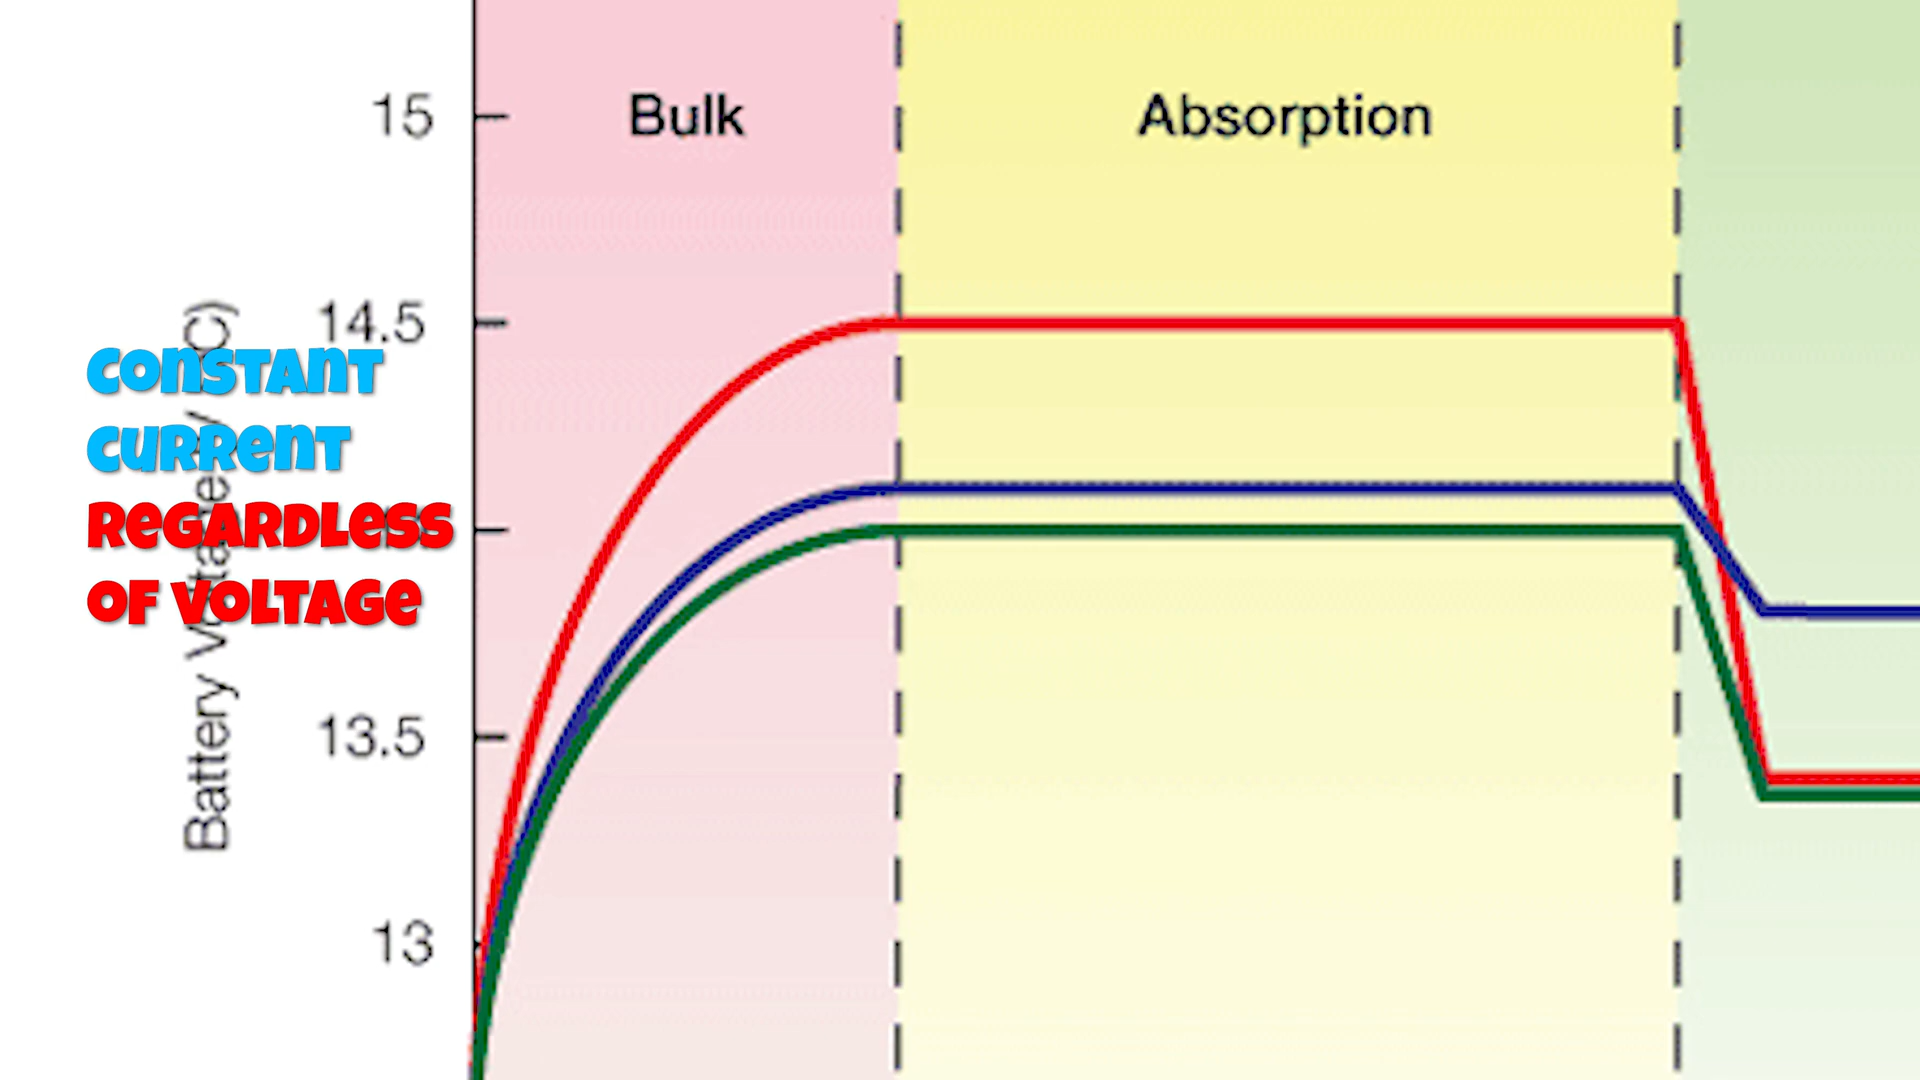 Bulk
Absorption
15
14.5
13.5
13
Battery
CONSTANT
CURRENT
REGARDLESS
OF VOLTAGE